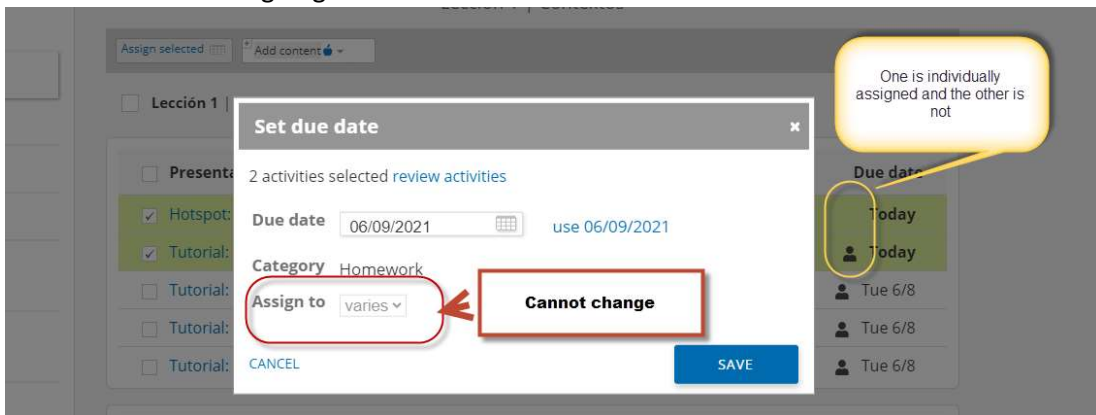 Assign selected
Add content
One is individually
assigned and the other is
not
Lección 1 |
Set due date ×
Presenta
Due date
2 activities selected review activities
Hotspot:
Today
Due date 06/09/2021 use 06/09/2021
Tutorial:
Today
Category Homework
Tutorial:
Tue 6/8
Assign to varies
Cannot change
Tutorial:
Tue 6/8
Tutorial:
CANCEL SAVE
Tue 6/8